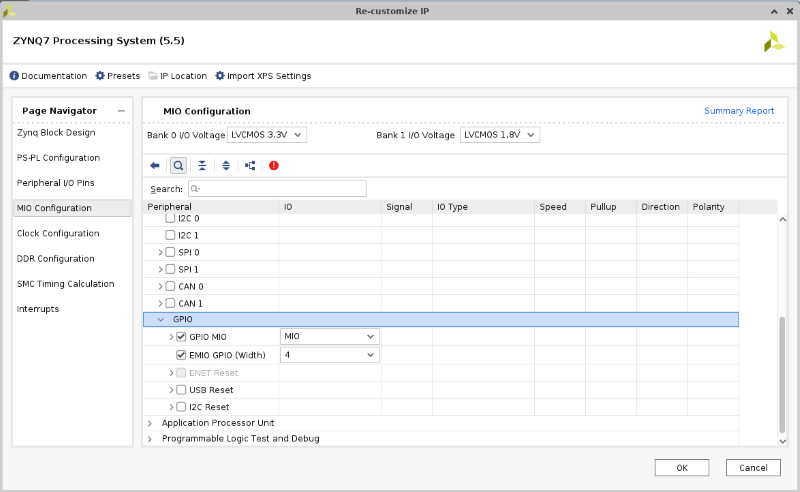 Re-customize IP
ZYNQ7 Processing System (5.5)
Documentation Presets IP Location Import XPS Settings
Page Navigator
Zynq Block Design
PS-PL Configuration
Peripheral I/O Pins
MIO Configuration
Clock Configuration
DDR Configuration
SMC Timing Calculation
Interrupts
MIO Configuration Summary Report
Bank 0 I/O Voltage LVCMOS 3.3V Bank 1 I/O Voltage LVCMOS 1.8V
Search:
Peripheral IO Signal IO Type Speed Pullup Direction Polarity
I2C 0
I2C 1
SPI 0
SPI 1
CAN 0
CAN 1
GPIO
GPIO MIO MIO
EMIO GPIO (Width) 4
ENET Reset
USB Reset
I2C Reset
Application Processor Unit
Programmable Logic Test and Debug
OK Cancel